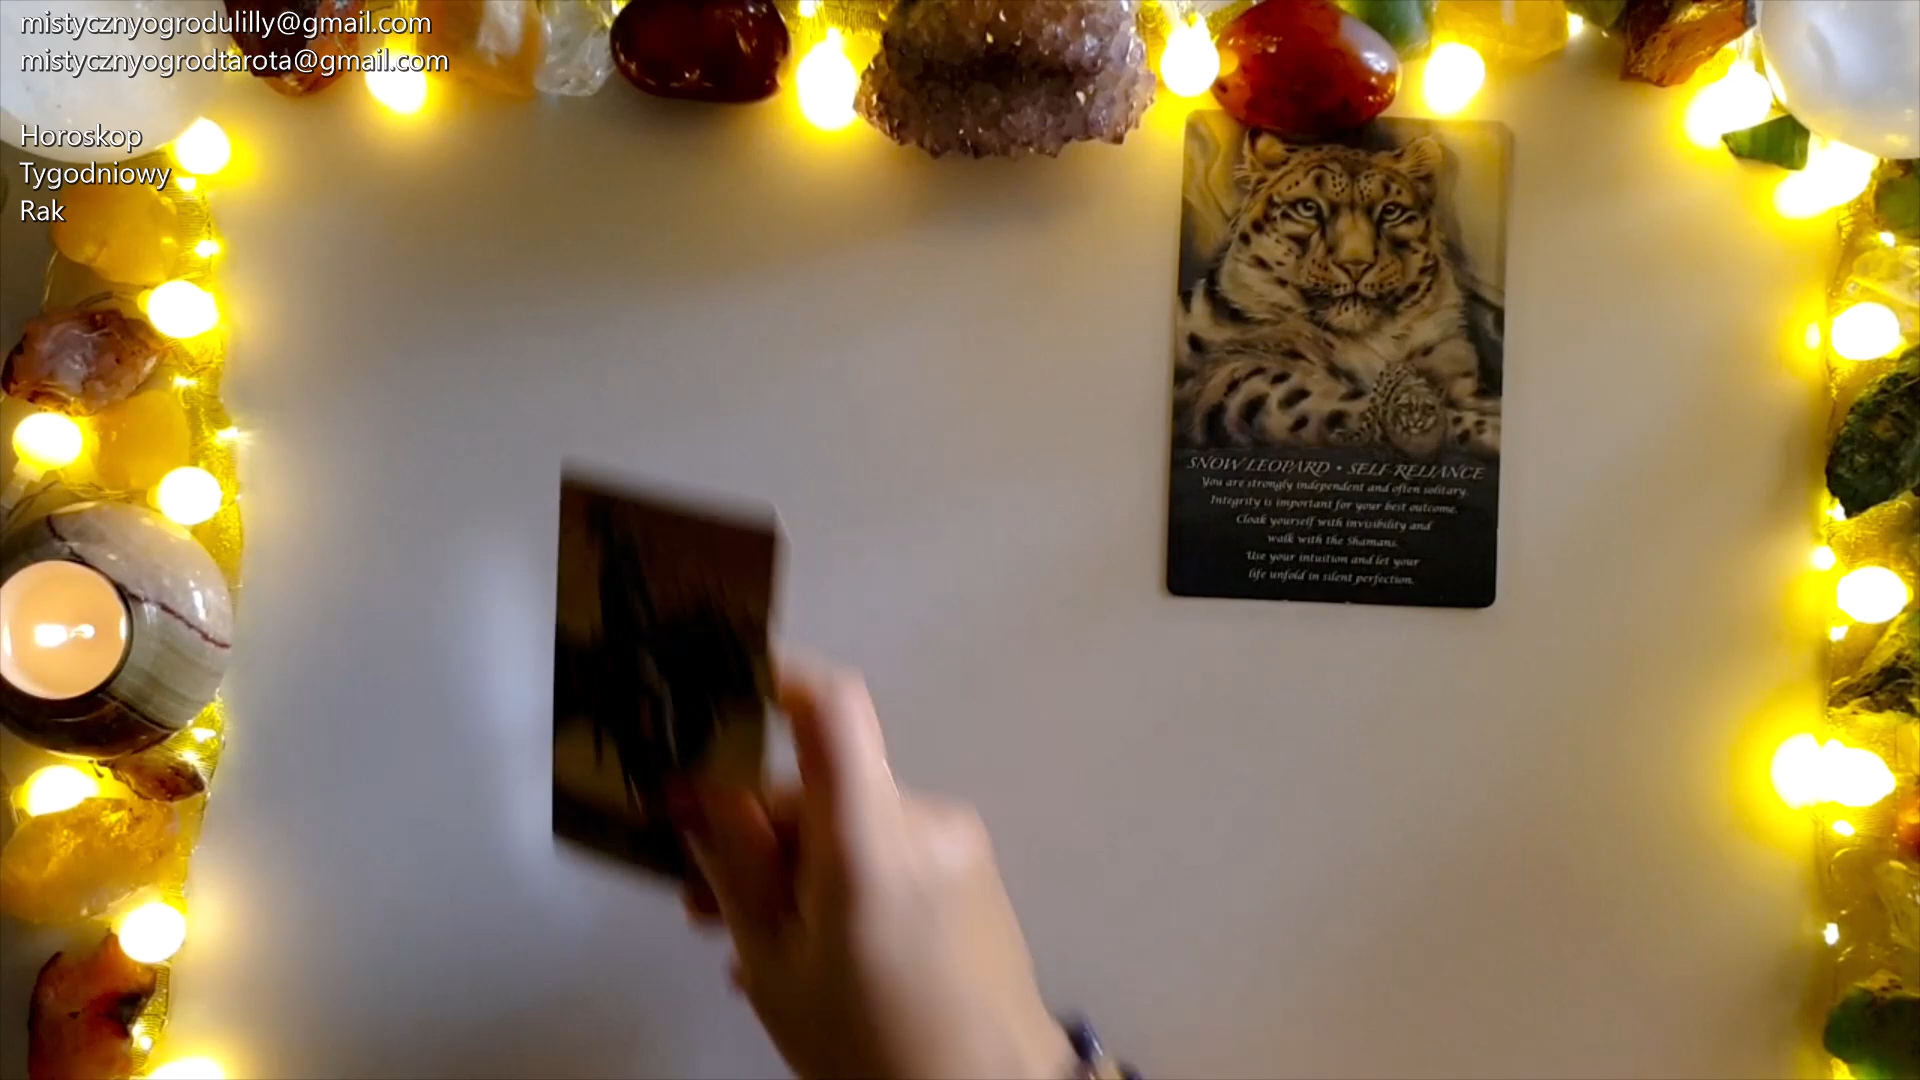 mistycznyogrodulilly@gmail.com
mistycznyogrodtarota@gmail.com
Horoskop
Tygodniowy
Rak
SNOW LEOPARD • SELF-RELIANCE
You are strongly independent and often solitary.
Integrity is important for your best outcome.
Cloak yourself with invisibility and
walk with the Shamans.
Use your intuition and let your
life unfold in silent perfection.